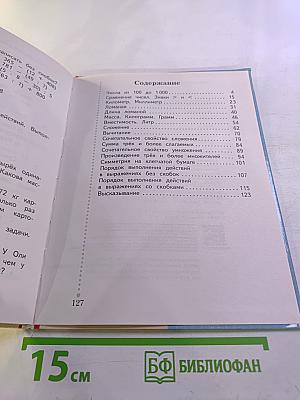 Содержание
Числа от 100 до 1 000 4
Сравнение чисел. Знаки > и < 15
Километр. Миллиметр 23
Ломаная 31
Длина ломаной 41
Масса. Килограмм. Грамм 46
Вместимость. Литр 54
Сложение 62
Вычитание 70
Сочетательное свойство сложения 78
Сумма трёх и более слагаемых 84
Сочетательное свойство умножения 89
Произведение трёх и более множителей 94
Симметрия на клетчатой бумаге 101
Порядок выполнения действий
в выражениях без скобок 107
Порядок выполнения действий
в выражениях со скобками 115
Высказывание 123
127
15 см
БФ БИБЛИОФАН